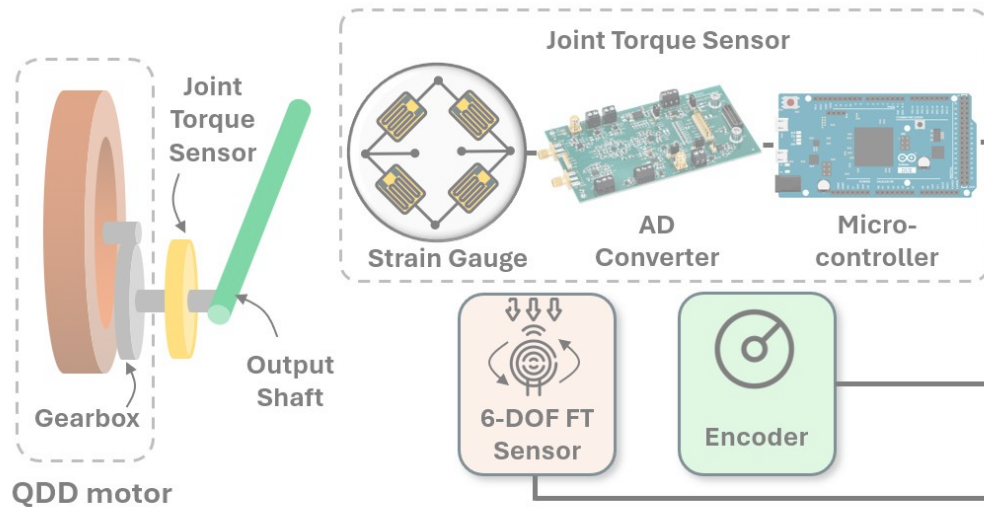 Joint Torque Sensor
Joint
Torque
Sensor
Strain Gauge
AD
Converter
Micro-
controller
Output
Shaft
Gearbox
QDD motor
6-DOF FT
Sensor
Encoder